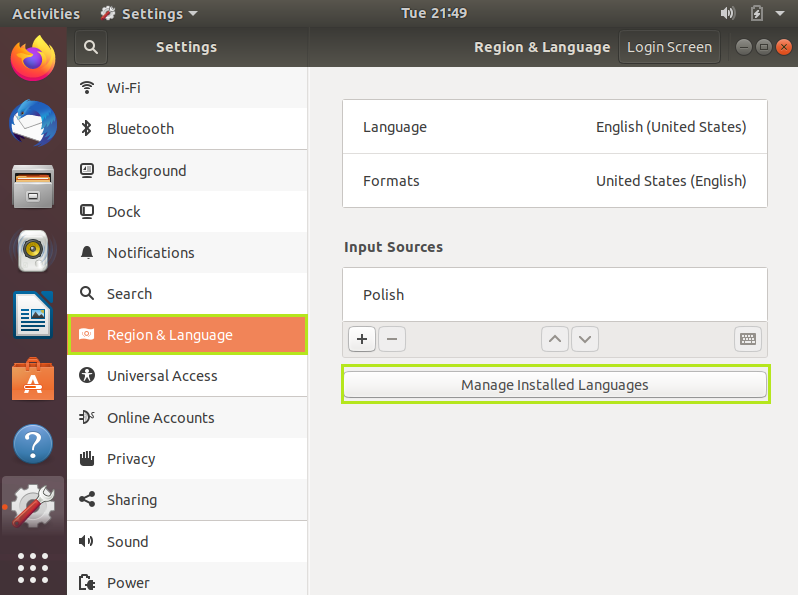 Activities Settings Tue 21:49
Settings Region & Language Login Screen
Wi-Fi
Bluetooth
Background
Dock
Notifications
Search
Region & Language
Universal Access
Online Accounts
Privacy
Sharing
Sound
Power
Language English (United States)
Formats United States (English)
Input Sources
Polish
Manage Installed Languages